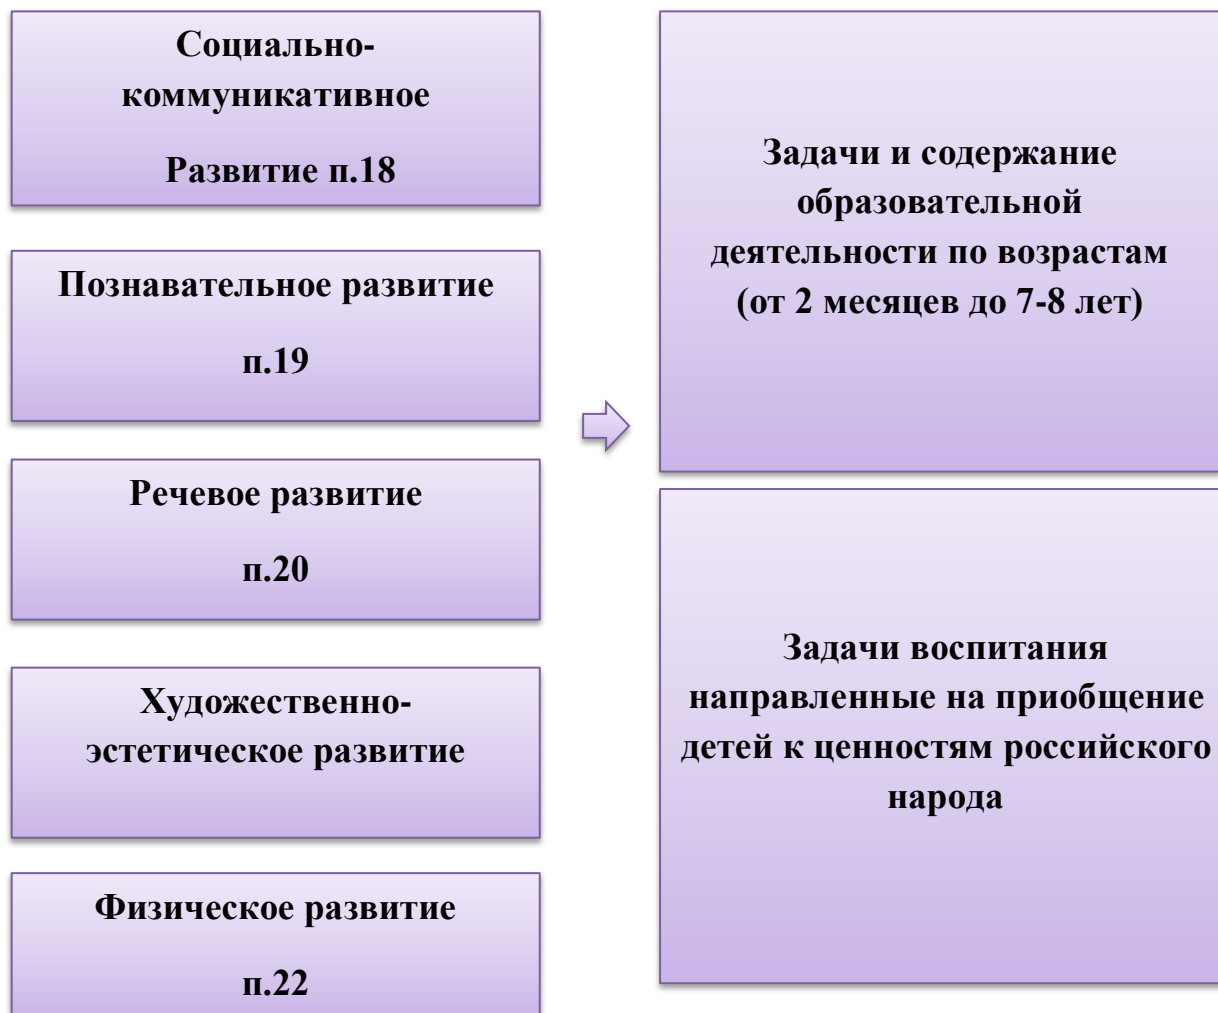 Социально-
коммуникативное
Развитие п.18
Познавательное развитие
п.19
Речевое развитие
п.20
Художественно-
эстетическое развитие
Физическое развитие
п.22
Задачи и содержание
образовательной
деятельности по возрастам
(от 2 месяцев до 7-8 лет)
Задачи воспитания
направленные на приобщение
детей к ценностям российского
народа